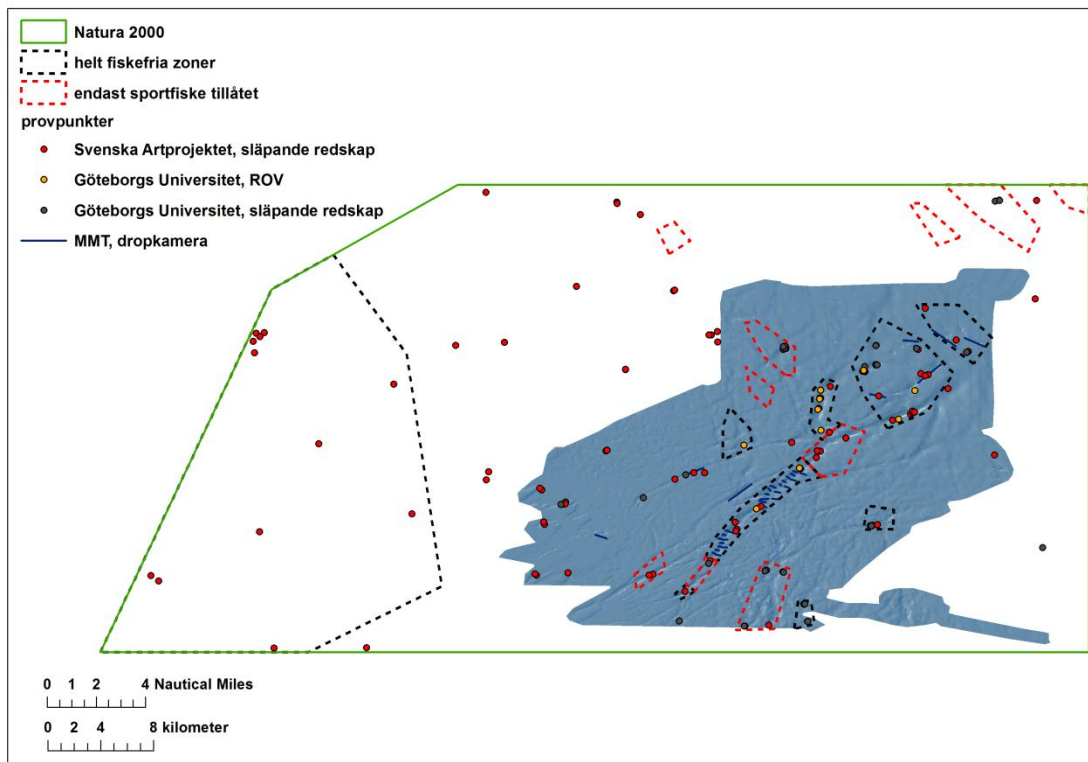 Natura 2000
helt fiskefria zoner
endast sportfiske tillåtet
provpunkter
Svenska Artprojektet, släpande redskap
Göteborgs Universitet, ROV
Göteborgs Universitet, släpande redskap
MMT, dropkamera
0 1 2 4 Nautical Miles
0 2 4 8 kilometer